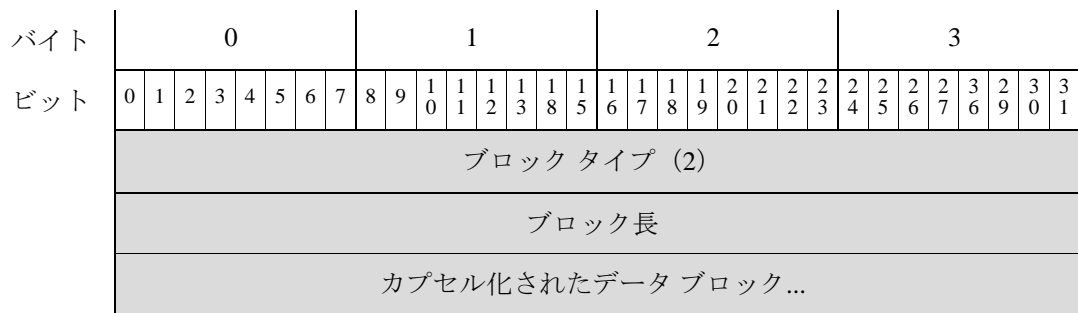 バイト 0 1 2 3
ビット 0 1 2 3 4 5 6 7 8 9 10 11 12 13 18 15 16 17 18 19 20 21 22 23 24 25 26 27 36 29 30 31
ブロック タイプ（2）
ブロック長
カプセル化されたデータ ブロック...